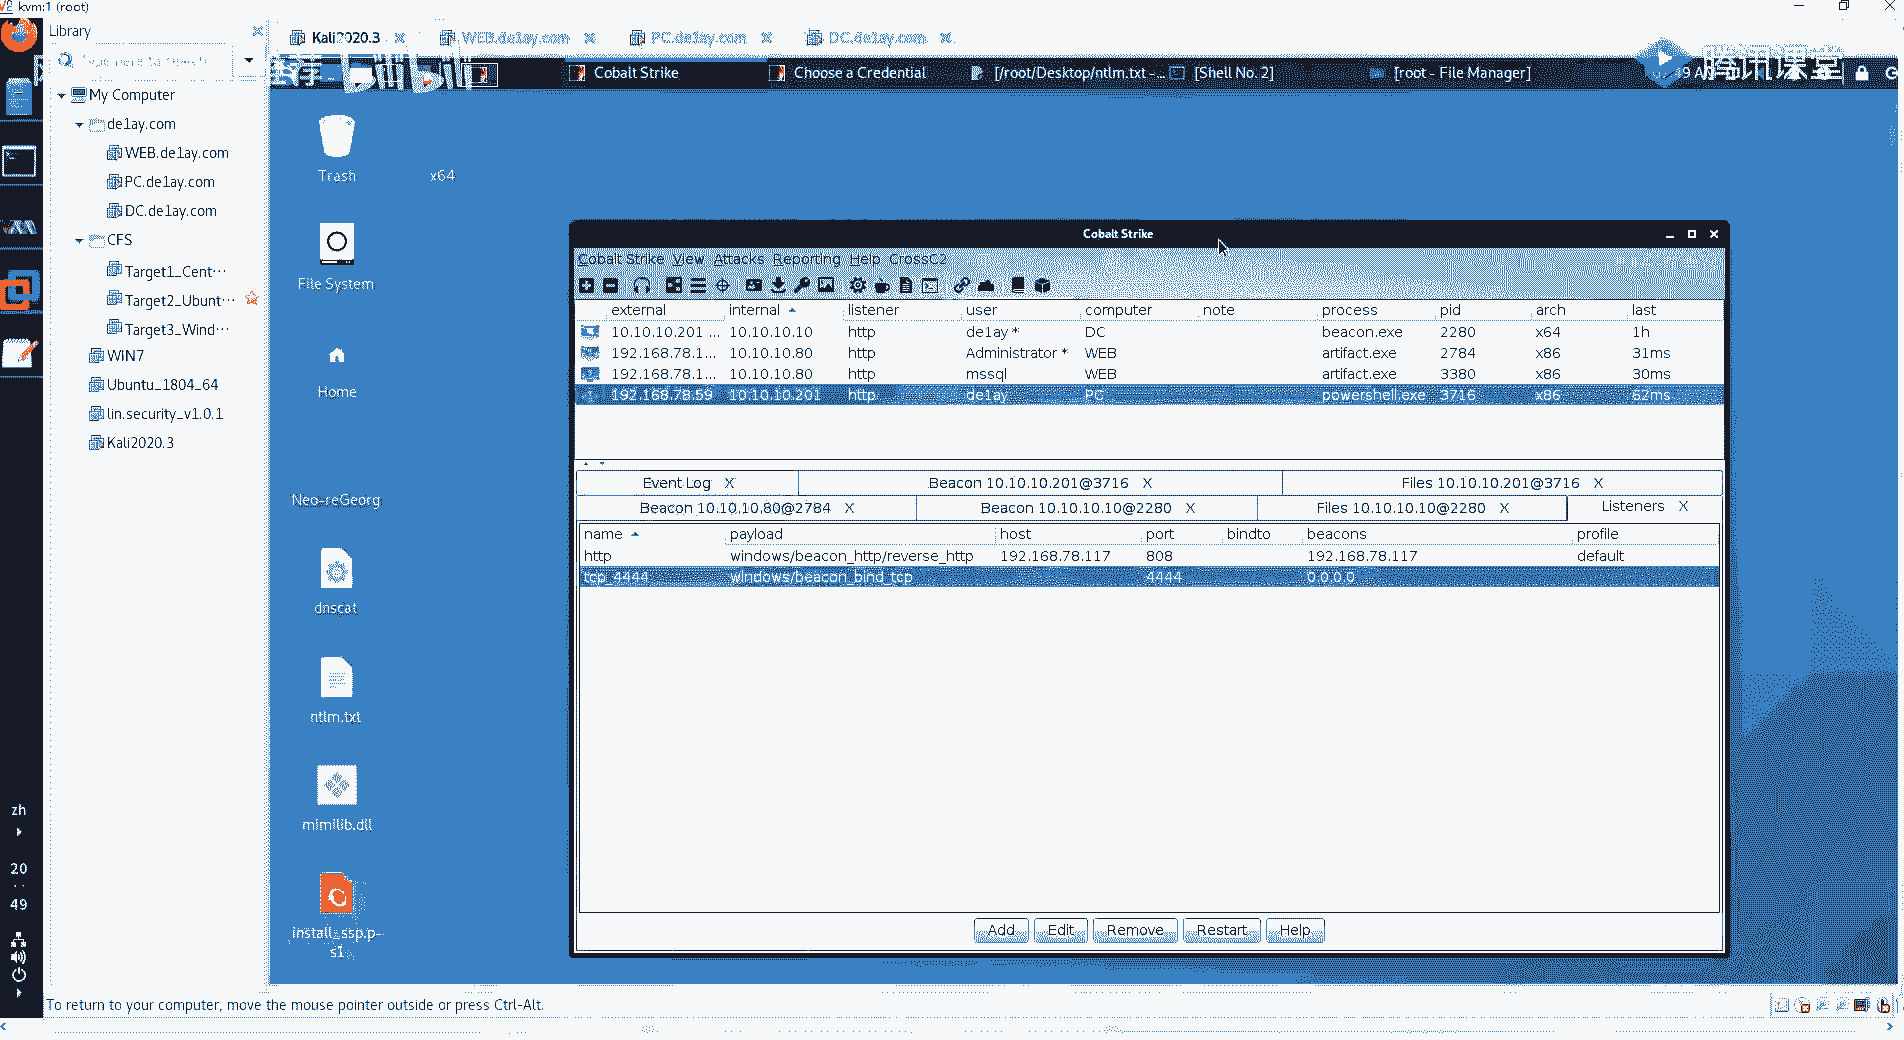 kvm:1 (root)
Library
Kali2020.3
WEB.de1ay.com
PC.de1ay.com
DC.de1ay.com
Cobalt Strike
Choose a Credential
[/root/Desktop/ntlm.txt -...
[Shell No. 2]
[root - File Manager]
腾讯课堂
My Computer
de1ay.com
WEB.de1ay.com
PC.de1ay.com
DC.de1ay.com
CFS
Target1_Cent...
Target2_Ubunt...
Target3_Wind...
WIN7
Ubuntu_1804_64
lin.security_v1.0.1
Kali2020.3
zh
20
49
Trash
x64
File System
Home
Neo-reGeorg
dnscat
ntlm.txt
mimilib.dll
install_ssp.p-
s1
Cobalt Strike
Cobalt Strike View Attacks Reporting Help CrossC2
external internal listener user computer note process pid arch last
10.10.10.201 ... 10.10.10.10 http de1ay * DC beacon.exe 2280 x64 1h
192.168.78.1... 10.10.10.80 http Administrator * WEB artifact.exe 2784 x86 31ms
192.168.78.1... 10.10.10.80 http mssql WEB artifact.exe 3380 x86 30ms
192.168.78.59 10.10.10.201 http de1ay PC powershell.exe 3716 x86 62ms
Event Log X Beacon 10.10.10.201@3716 X Files 10.10.10.201@3716 X
Beacon 10.10.10.80@2784 X Beacon 10.10.10.10@2280 X Files 10.10.10.10@2280 X Listeners X
name payload host port bindto beacons profile
http windows/beacon_http/reverse_http 192.168.78.117 808 192.168.78.117 default
tcp_4444 windows/beacon_bind_tcp 4444 0.0.0.0
Add Edit Remove Restart Help
To return to your computer, move the mouse pointer outside or press Ctrl-Alt.